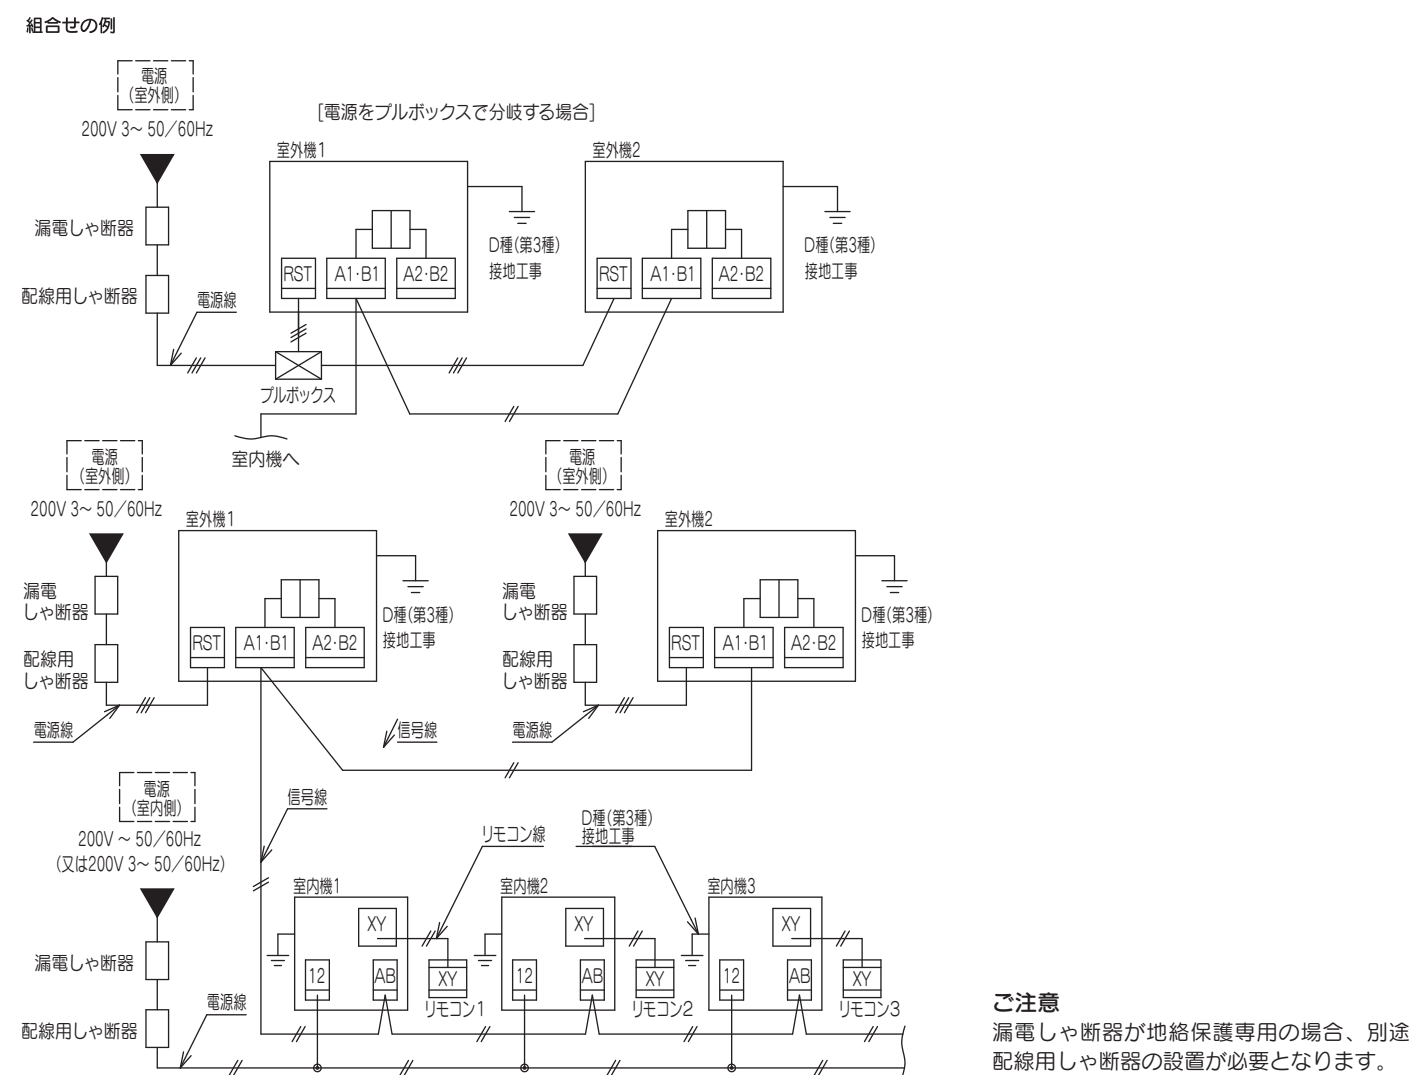 組合せの例
電源
(室外側)
200V 3～ 50／60Hz
[電源をプルボックスで分岐する場合]
室外機1
室外機2
漏電しゃ断器
配線用しゃ断器
電源線
RST
A1·B1
A2·B2
D種(第3種)
接地工事
RST
A1·B1
A2·B2
D種(第3種)
接地工事
プルボックス
室内機へ
電源
(室外側)
200V 3～ 50／60Hz
室外機1
漏電
しゃ断器
配線用
しゃ断器
電源線
RST
A1·B1
A2·B2
D種(第3種)
接地工事
電源
(室外側)
200V 3～ 50／60Hz
室外機2
漏電
しゃ断器
配線用
しゃ断器
電源線
RST
A1·B1
A2·B2
D種(第3種)
接地工事
信号線
電源
(室内側)
200V ～ 50／60Hz
(又は200V 3～ 50／60Hz)
信号線
リモコン線
D種(第3種)
接地工事
漏電しゃ断器
配線用しゃ断器
電源線
室内機1
XY
12
AB
XY
リモコン1
室内機2
XY
12
AB
XY
リモコン2
室内機3
XY
12
AB
XY
リモコン3
ご注意
漏電しゃ断器が地絡保護専用の場合、別途
配線用しゃ断器の設置が必要となります。